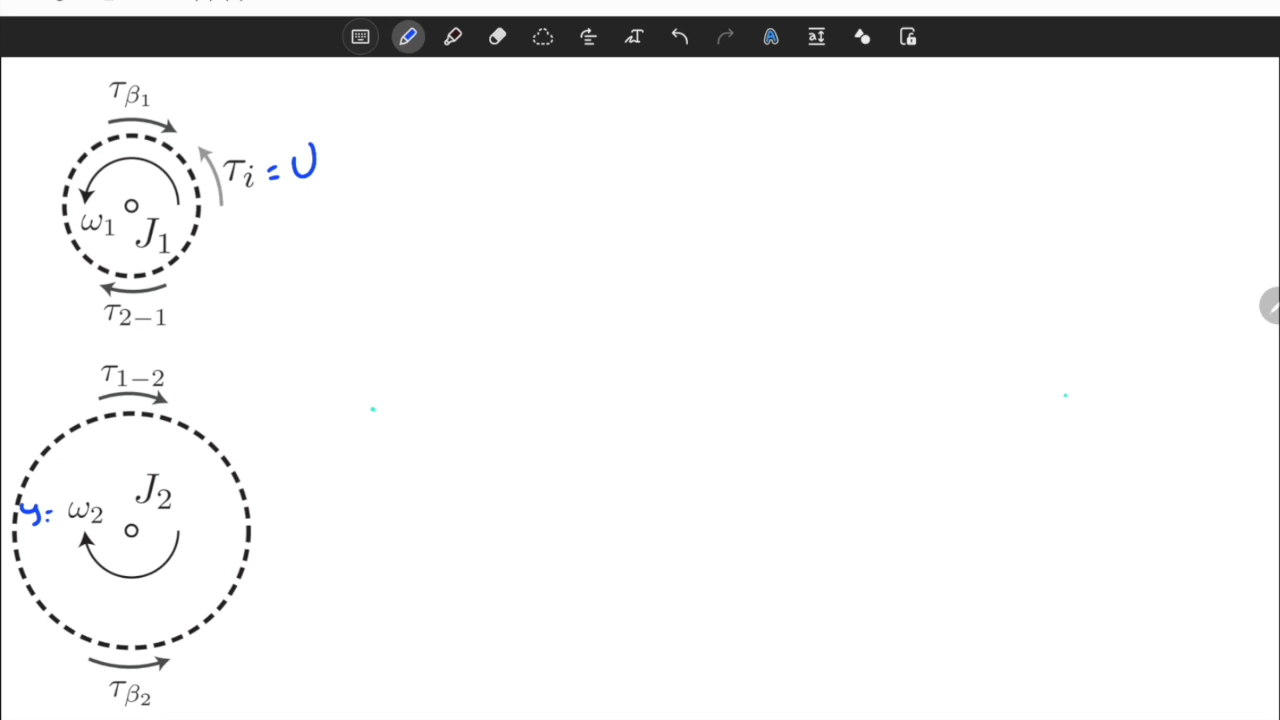 τβ₁
τᵢ = U
ω₁ J₁
τ₂₋₁
τ₁₋₂
J₂
y = ω₂
τβ₂